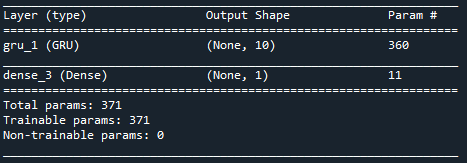 Layer (type) Output Shape Param #
gru_1 (GRU) (None, 10) 360
dense_3 (Dense) (None, 1) 11
Total params: 371
Trainable params: 371
Non-trainable params: 0